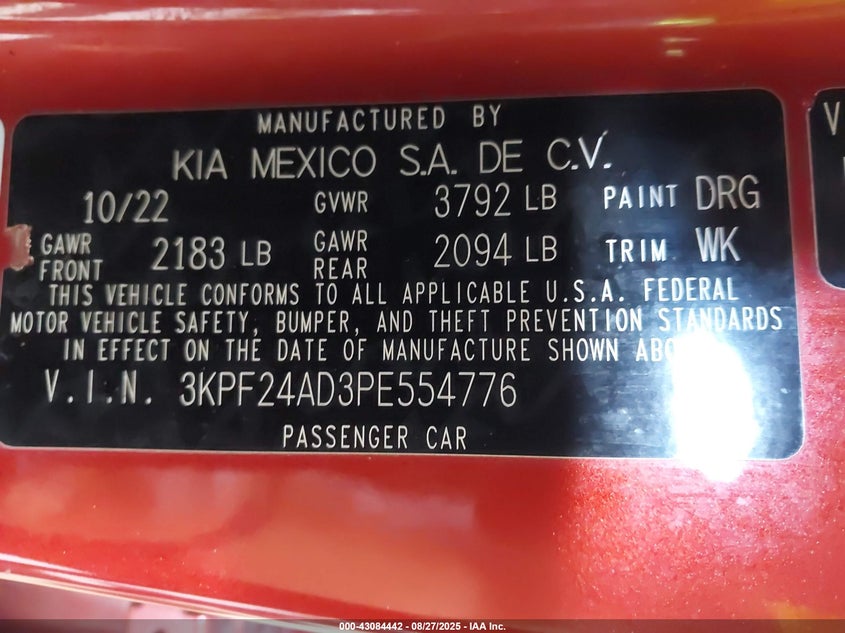 MANUFACTURED BY
KIA MEXICO S.A. DE C.V.
10/22 GVWR 3792 LB PAINT DRG
GAWR FRONT 2183 LB GAWR REAR 2094 LB TRIM WK
THIS VEHICLE CONFORMS TO ALL APPLICABLE U.S.A. FEDERAL
MOTOR VEHICLE SAFETY, BUMPER, AND THEFT PREVENTION STANDARDS
IN EFFECT ON THE DATE OF MANUFACTURE SHOWN
V.I.N. 3KPF24AD3PE554776
PASSENGER CAR
V
000-43084442 - 08/27/2025 - IAA Inc.